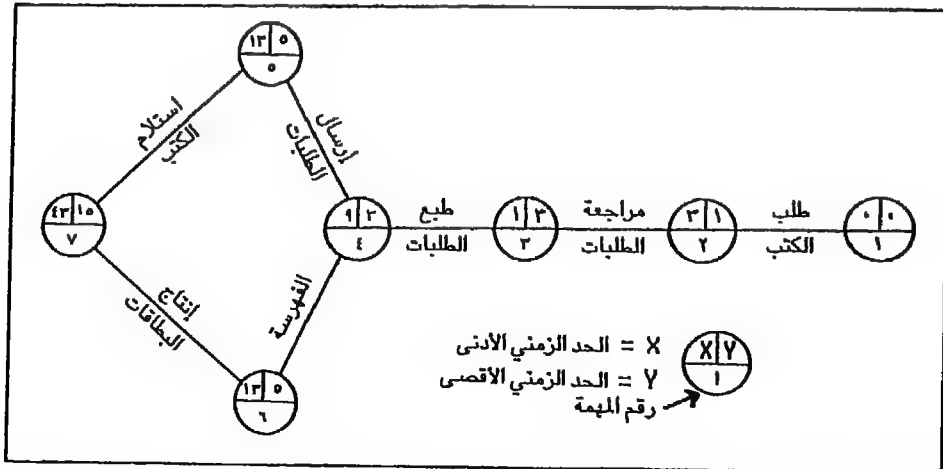 ٥ ١٣
٥
استلام
الكتب
إرسال
الطلبات
٠ ٠
١
طلب
الكتب
١ ٣
٢
مراجعة
الطلبات
٣ ١
٣
طبع
الطلبات
٩
٤
١٥ ٤٣
٧
الفهرسة
إنتاج
البطاقات
٥ ١٣
٦
X Y
١
X = الحد الزمني الأدنى
Y = الحد الزمني الأقصى
رقم المهمة